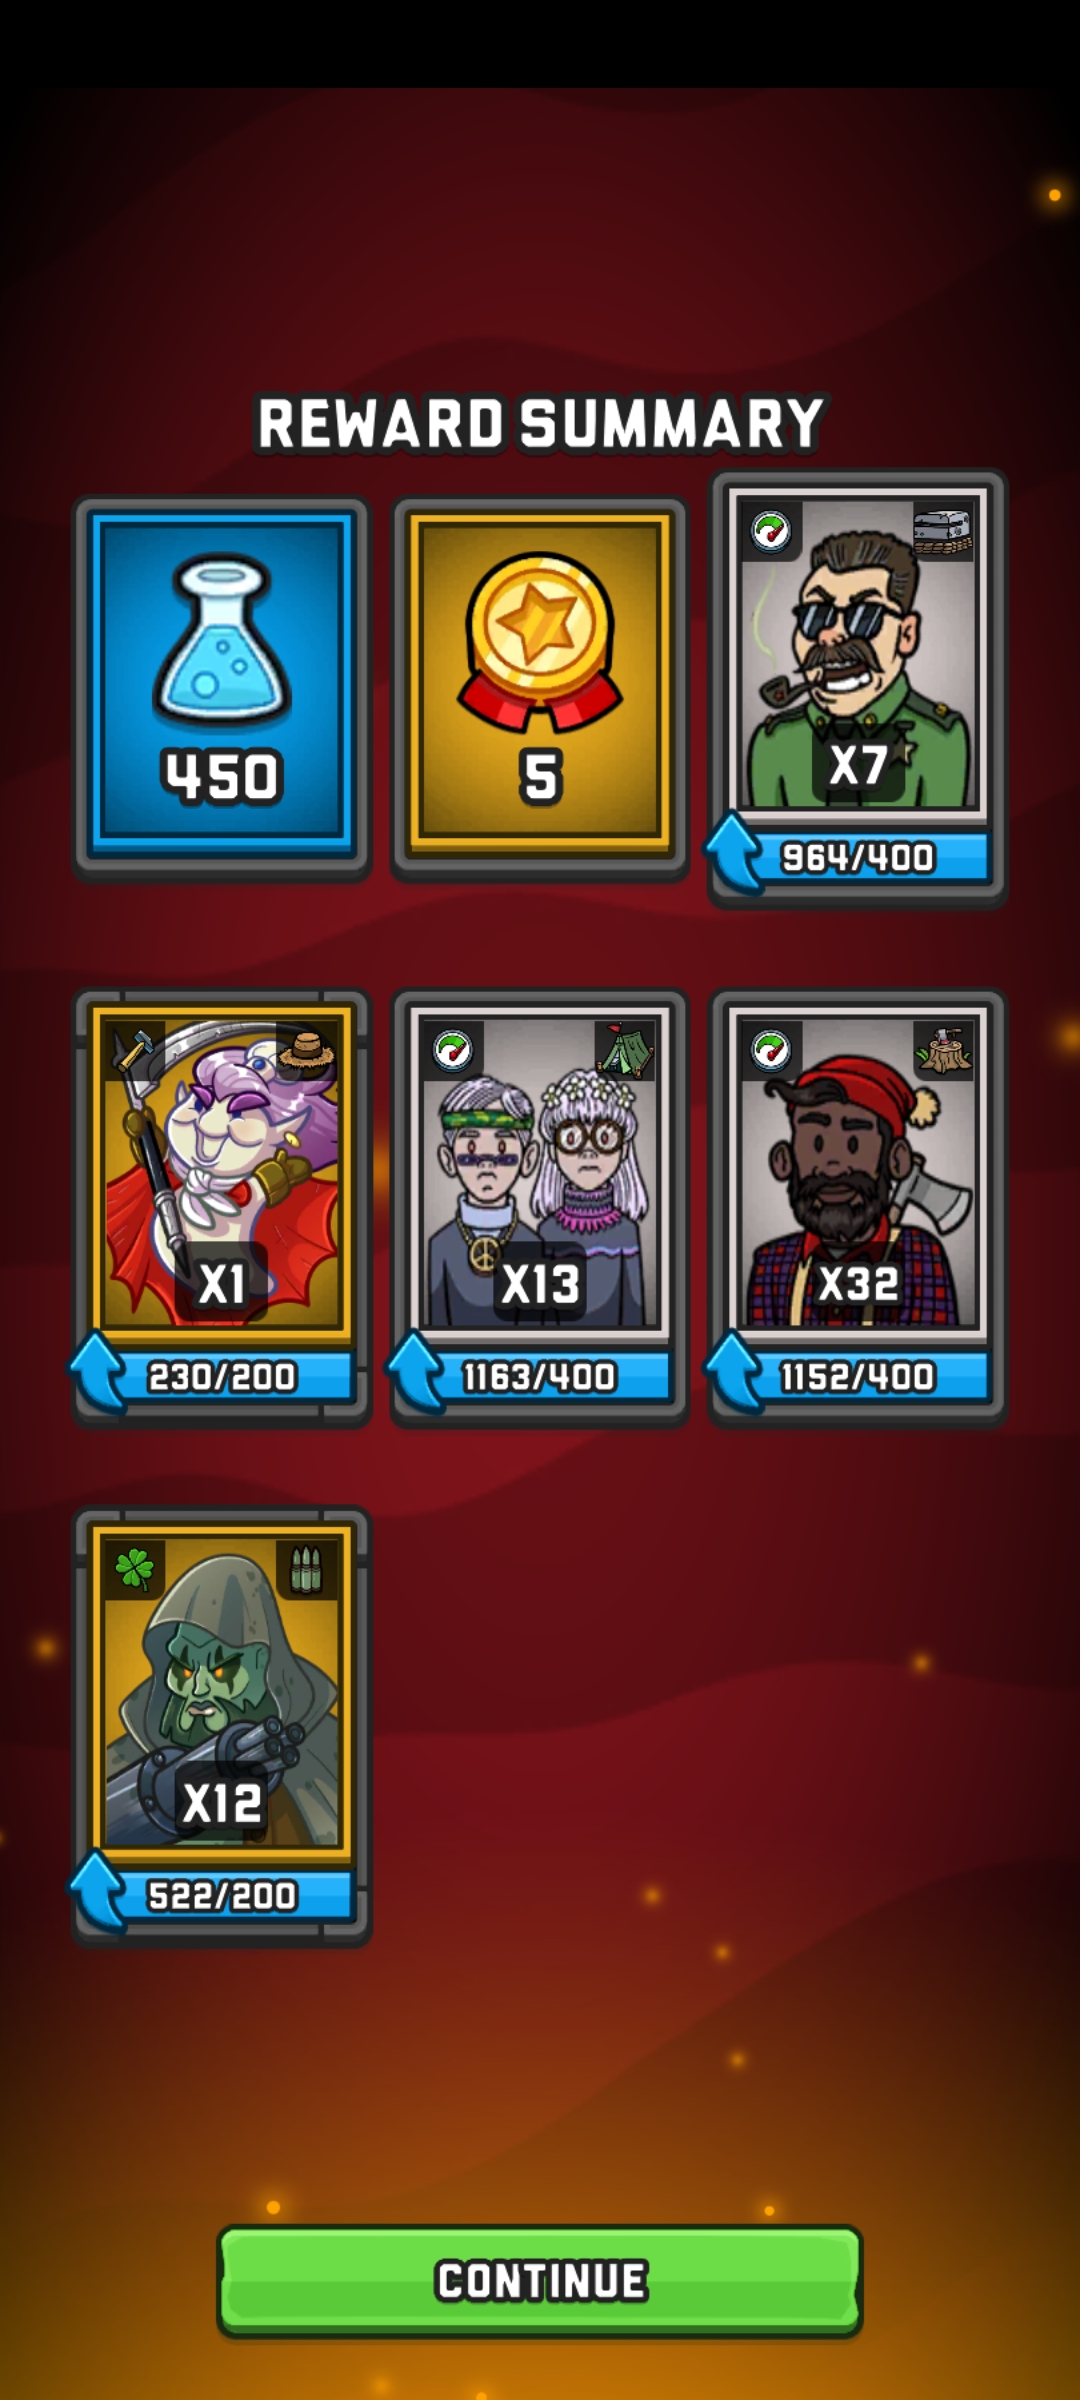 REWARD SUMMARY
450
5
X7
964/400
X1
230/200
X13
1163/400
X32
1152/400
X12
522/200
CONTINUE